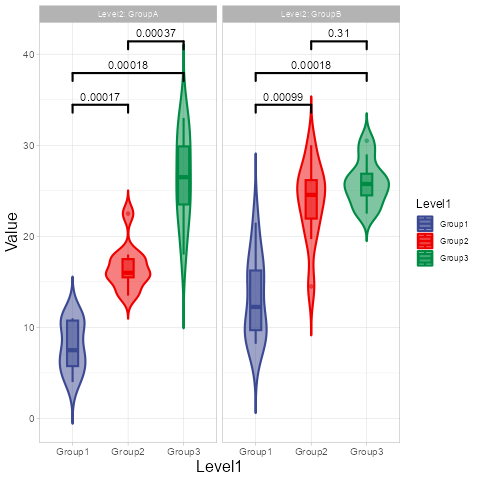 Level2: GroupA
Level2: GroupB
0.00037
0.31
0.00018
0.00018
0.00017
0.00099
40
30
20
10
0
Value
Group1 Group2 Group3
Group1 Group2 Group3
Level1
Level1
Group1
Group2
Group3